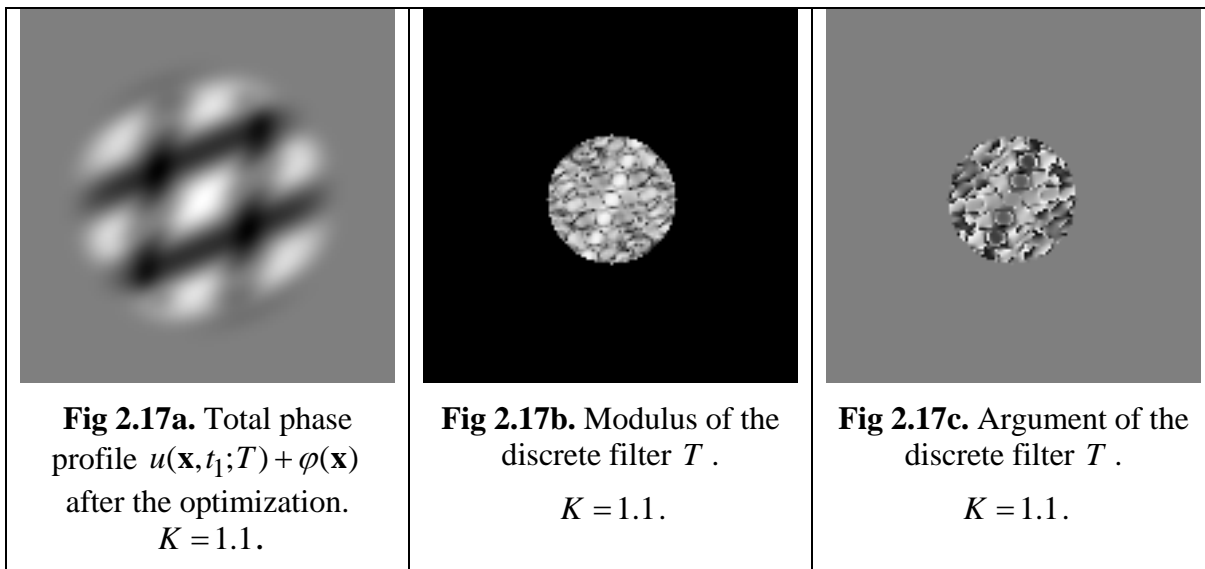 Fig 2.17a. Total phase
profile u(x,t₁;T)+φ(x)
after the optimization.
K = 1.1.
Fig 2.17b. Modulus of the
discrete filter T .
K = 1.1.
Fig 2.17c. Argument of the
discrete filter T .
K = 1.1.